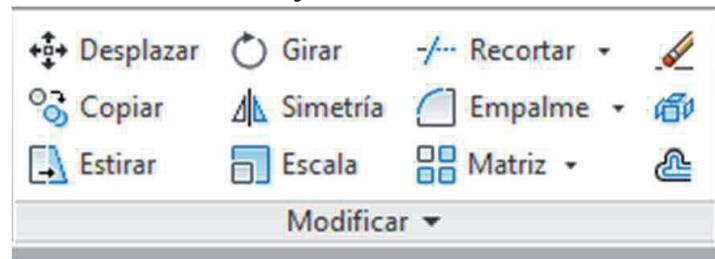 Desplazar Girar Recortar
Copiar Simetría Empalme
Estirar Escala Matriz
Modificar